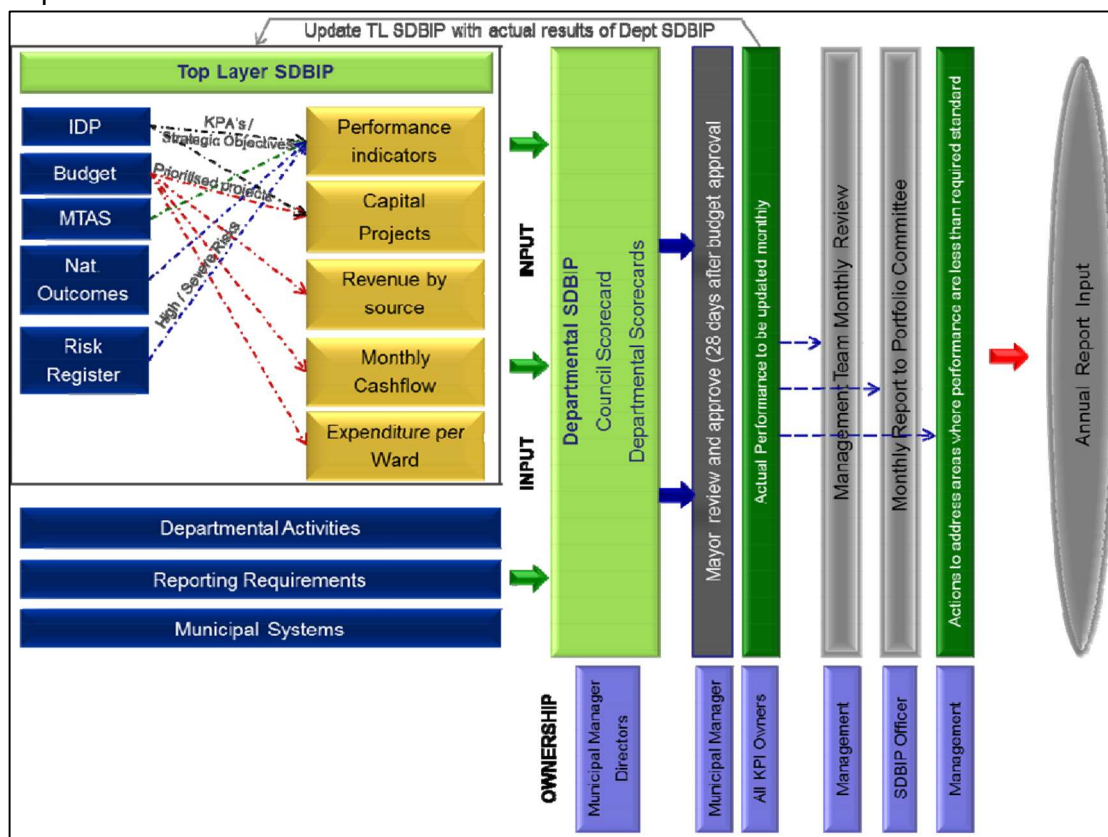 Update TL SDBIP with actual results of Dept SDBIP
Top Layer SDBIP
IDP
Budget
MTAS
Nat.
Outcomes
Risk
Register
KPA's /
Strategic Objectives
Prioritised projects
High / Severe Risks
Performance
indicators
Capital
Projects
Revenue by
source
Monthly
Cashflow
Expenditure per
Ward
INPUT
INPUT
Departmental Activities
Reporting Requirements
Municipal Systems
Departmental SDBIP
Council Scorecard
Departmental Scorecards
Mayor review and approve (28 days after budget approval
Actual Performance to be updated monthly
Management Team Monthly Review
Monthly Report to Portfolio Committee
Actions to address areas where performance are less than required standard
Annual Report Input
OWNERSHIP
Municipal Manager
Directors
Municipal Manager
All KPI Owners
Management
SDBIP Officer
Management